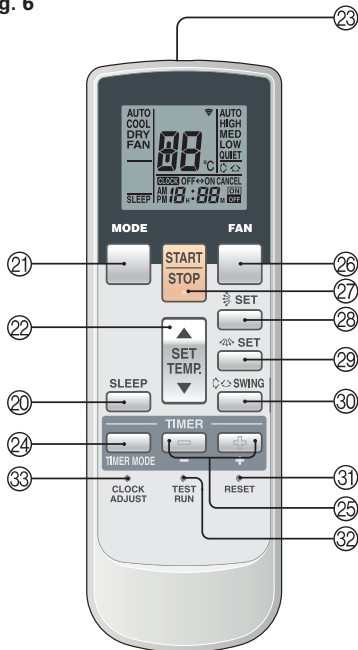 g. 6
㉓
AUTO
COOL
DRY
FAN
SLEEP
88
°C
AUTO
HIGH
MED
LOW
QUIET
CLOCK OFF↔ON CANCEL
AM
PM
18 H : 88 M
ON
OFF
MODE
FAN
㉑
START
STOP
㉖
㉗
SET
㉘
㉒
SET
TEMP.
SET
㉙
SLEEP
SWING
⑳
㉚
TIMER
㉔
TIMER MODE
－
＋
㉝
CLOCK
ADJUST
TEST
RUN
RESET
㉛
㉕
㉜